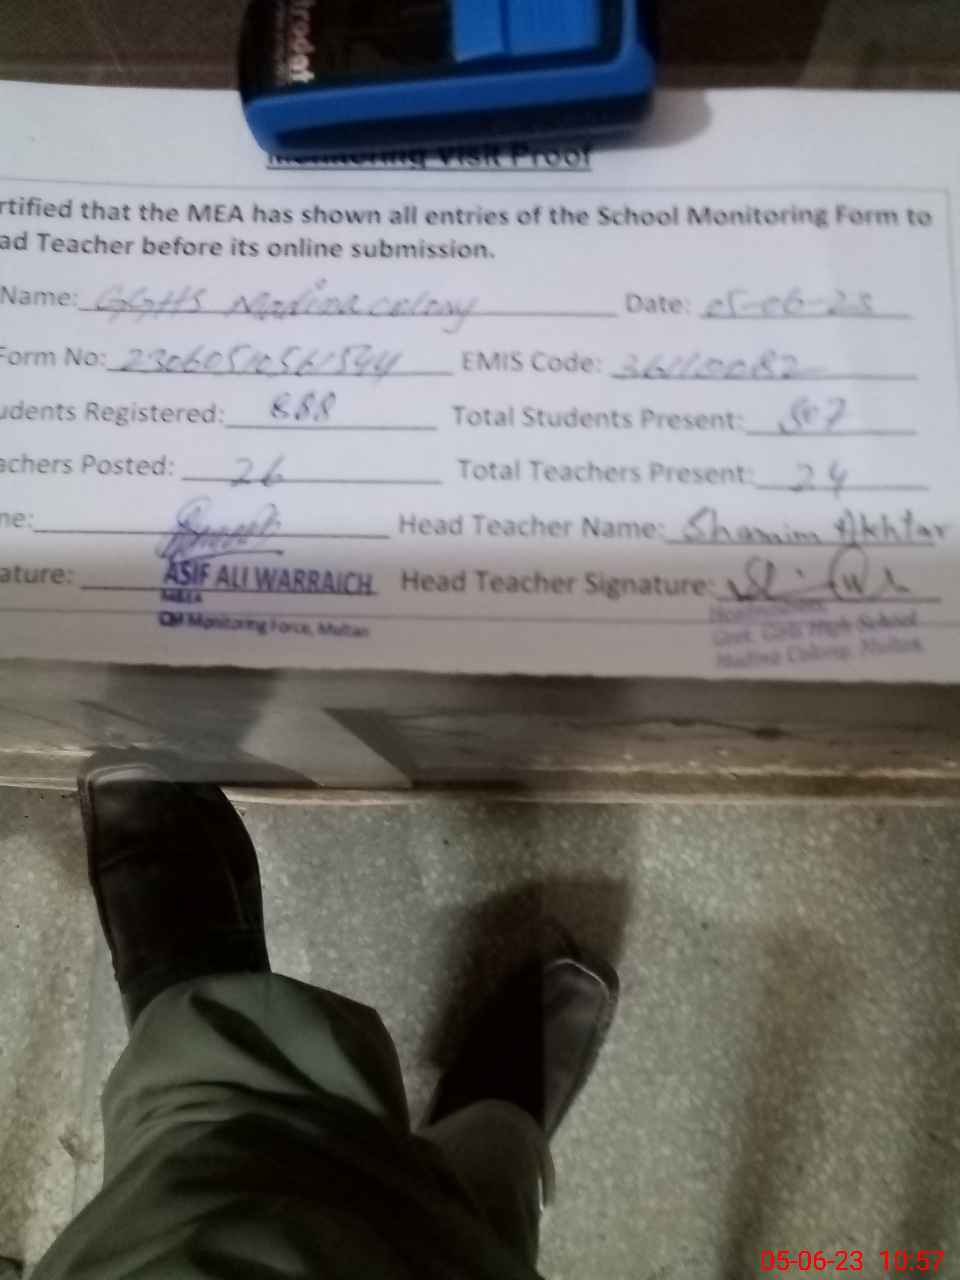 trodat
Monitoring Visit Proof
rtified that the MEA has shown all entries of the School Monitoring Form to
ad Teacher before its online submission.
Name: GGHS Madina colony Date: 05-06-23
Form No: 23060510561544 EMIS Code: 36110082
udents Registered: 888 Total Students Present: 507
achers Posted: 26 Total Teachers Present: 24
me: Head Teacher Name: Shamim Akhtar
ature: ASIF ALI WARRAICH Head Teacher Signature:
MEA
CM Monitoring Force, Multan
Govt. Girls High School
Madina Colony, Multan
05-06-23 10:57